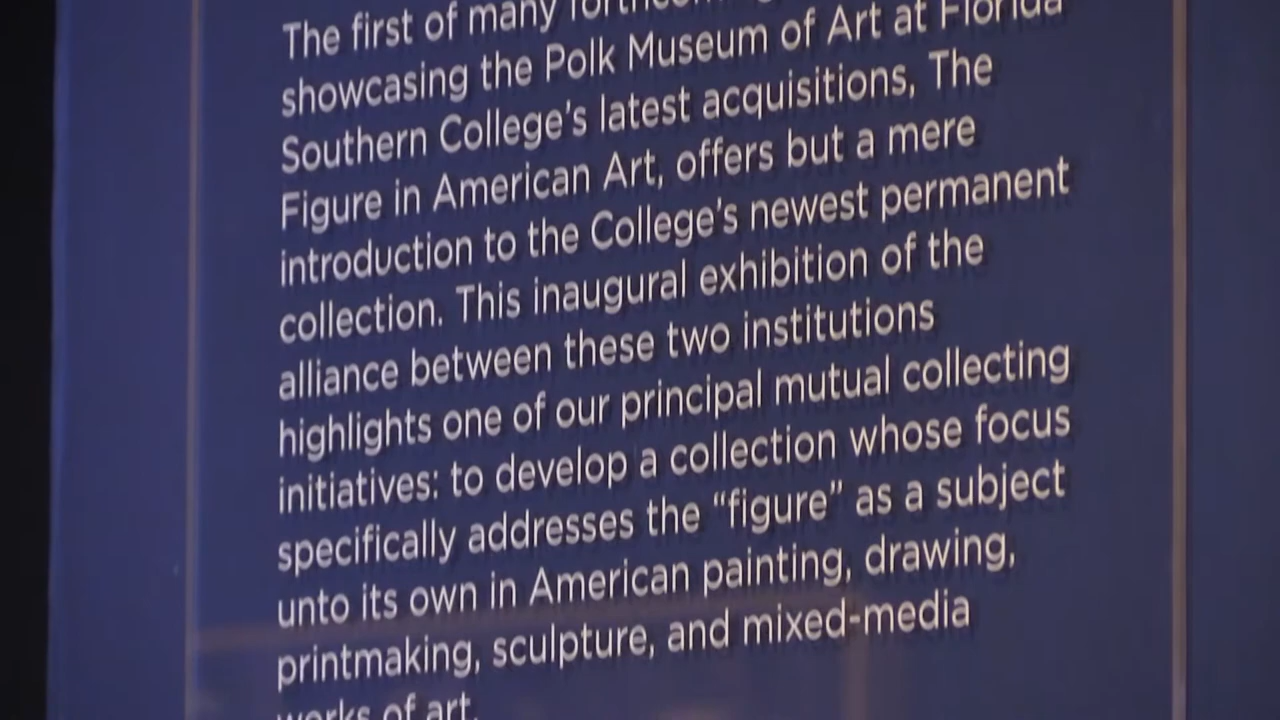 The first of many forthcoming
showcasing the Polk Museum of Art at Florida
Southern College's latest acquisitions, The
Figure in American Art, offers but a mere
introduction to the College's newest permanent
collection. This inaugural exhibition of the
alliance between these two institutions
highlights one of our principal mutual collecting
initiatives: to develop a collection whose focus
specifically addresses the “figure” as a subject
unto its own in American painting, drawing,
printmaking, sculpture, and mixed-media
works of art.